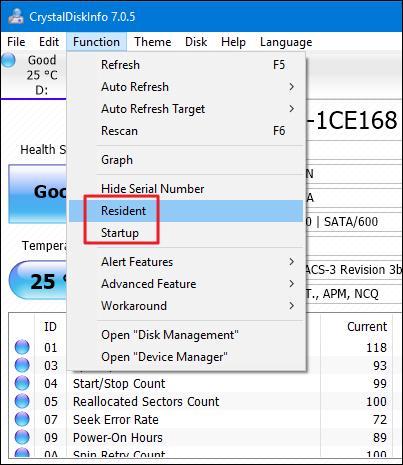 CrystalDiskInfo 7.0.5
File Edit Function Theme Disk Help Language
Good
25 °C
D:
Refresh F5
Auto Refresh
Auto Refresh Target
Rescan F6
Graph
Hide Serial Number
Resident
Startup
Alert Features
Advanced Feature
Workaround
Open "Disk Management"
Open "Device Manager"
-1CE168
Health S
Goo
N
A
0 | SATA/600
Tempera
25 °
ACS-3 Revision 3b
T., APM, NCQ
ID Current
01 118
03 93
04 Start/Stop Count 99
05 Reallocated Sectors Count 100
07 Seek Error Rate 72
09 Power-On Hours 89
0A Spin Retry Count 100